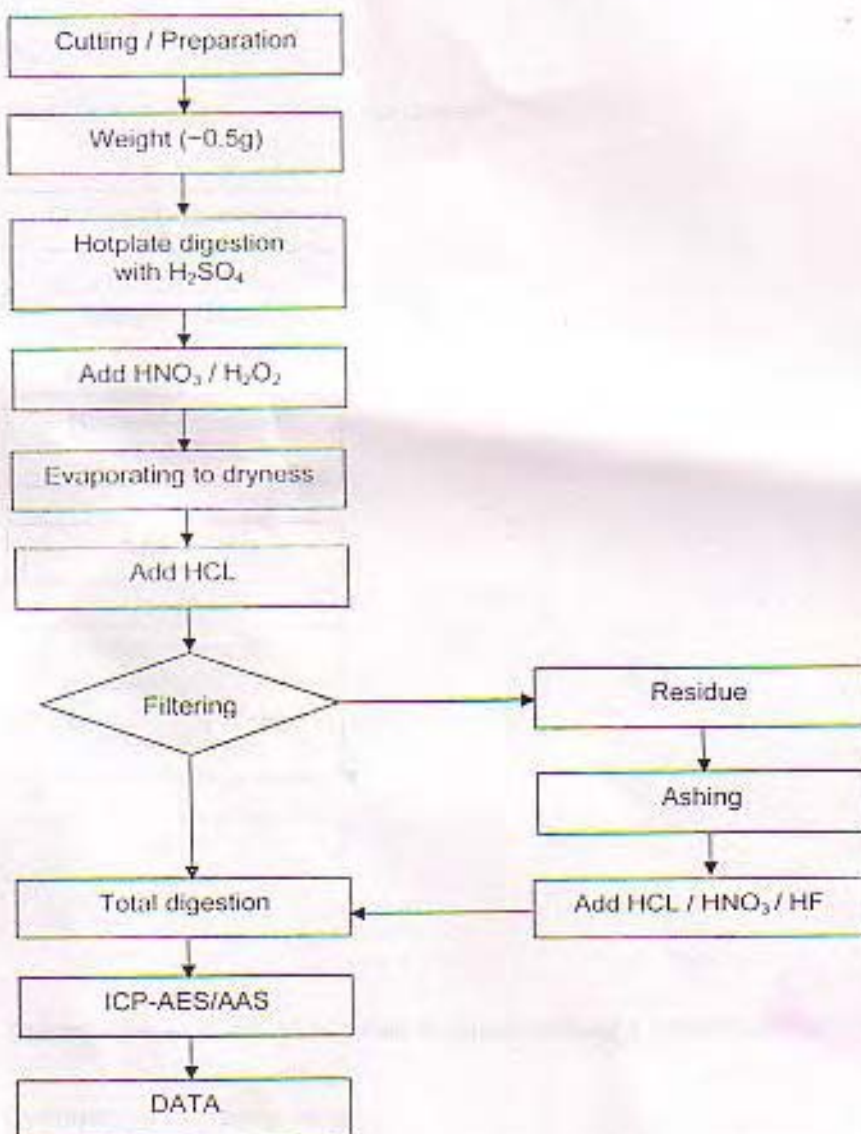 Cutting / Preparation
Weight (~0.5g)
Hotplate digestion
with H₂SO₄
Add HNO₃ / H₂O₂
Evaporating to dryness
Add HCL
Filtering
Residue
Ashing
Add HCL / HNO₃ / HF
Total digestion
ICP-AES/AAS
DATA